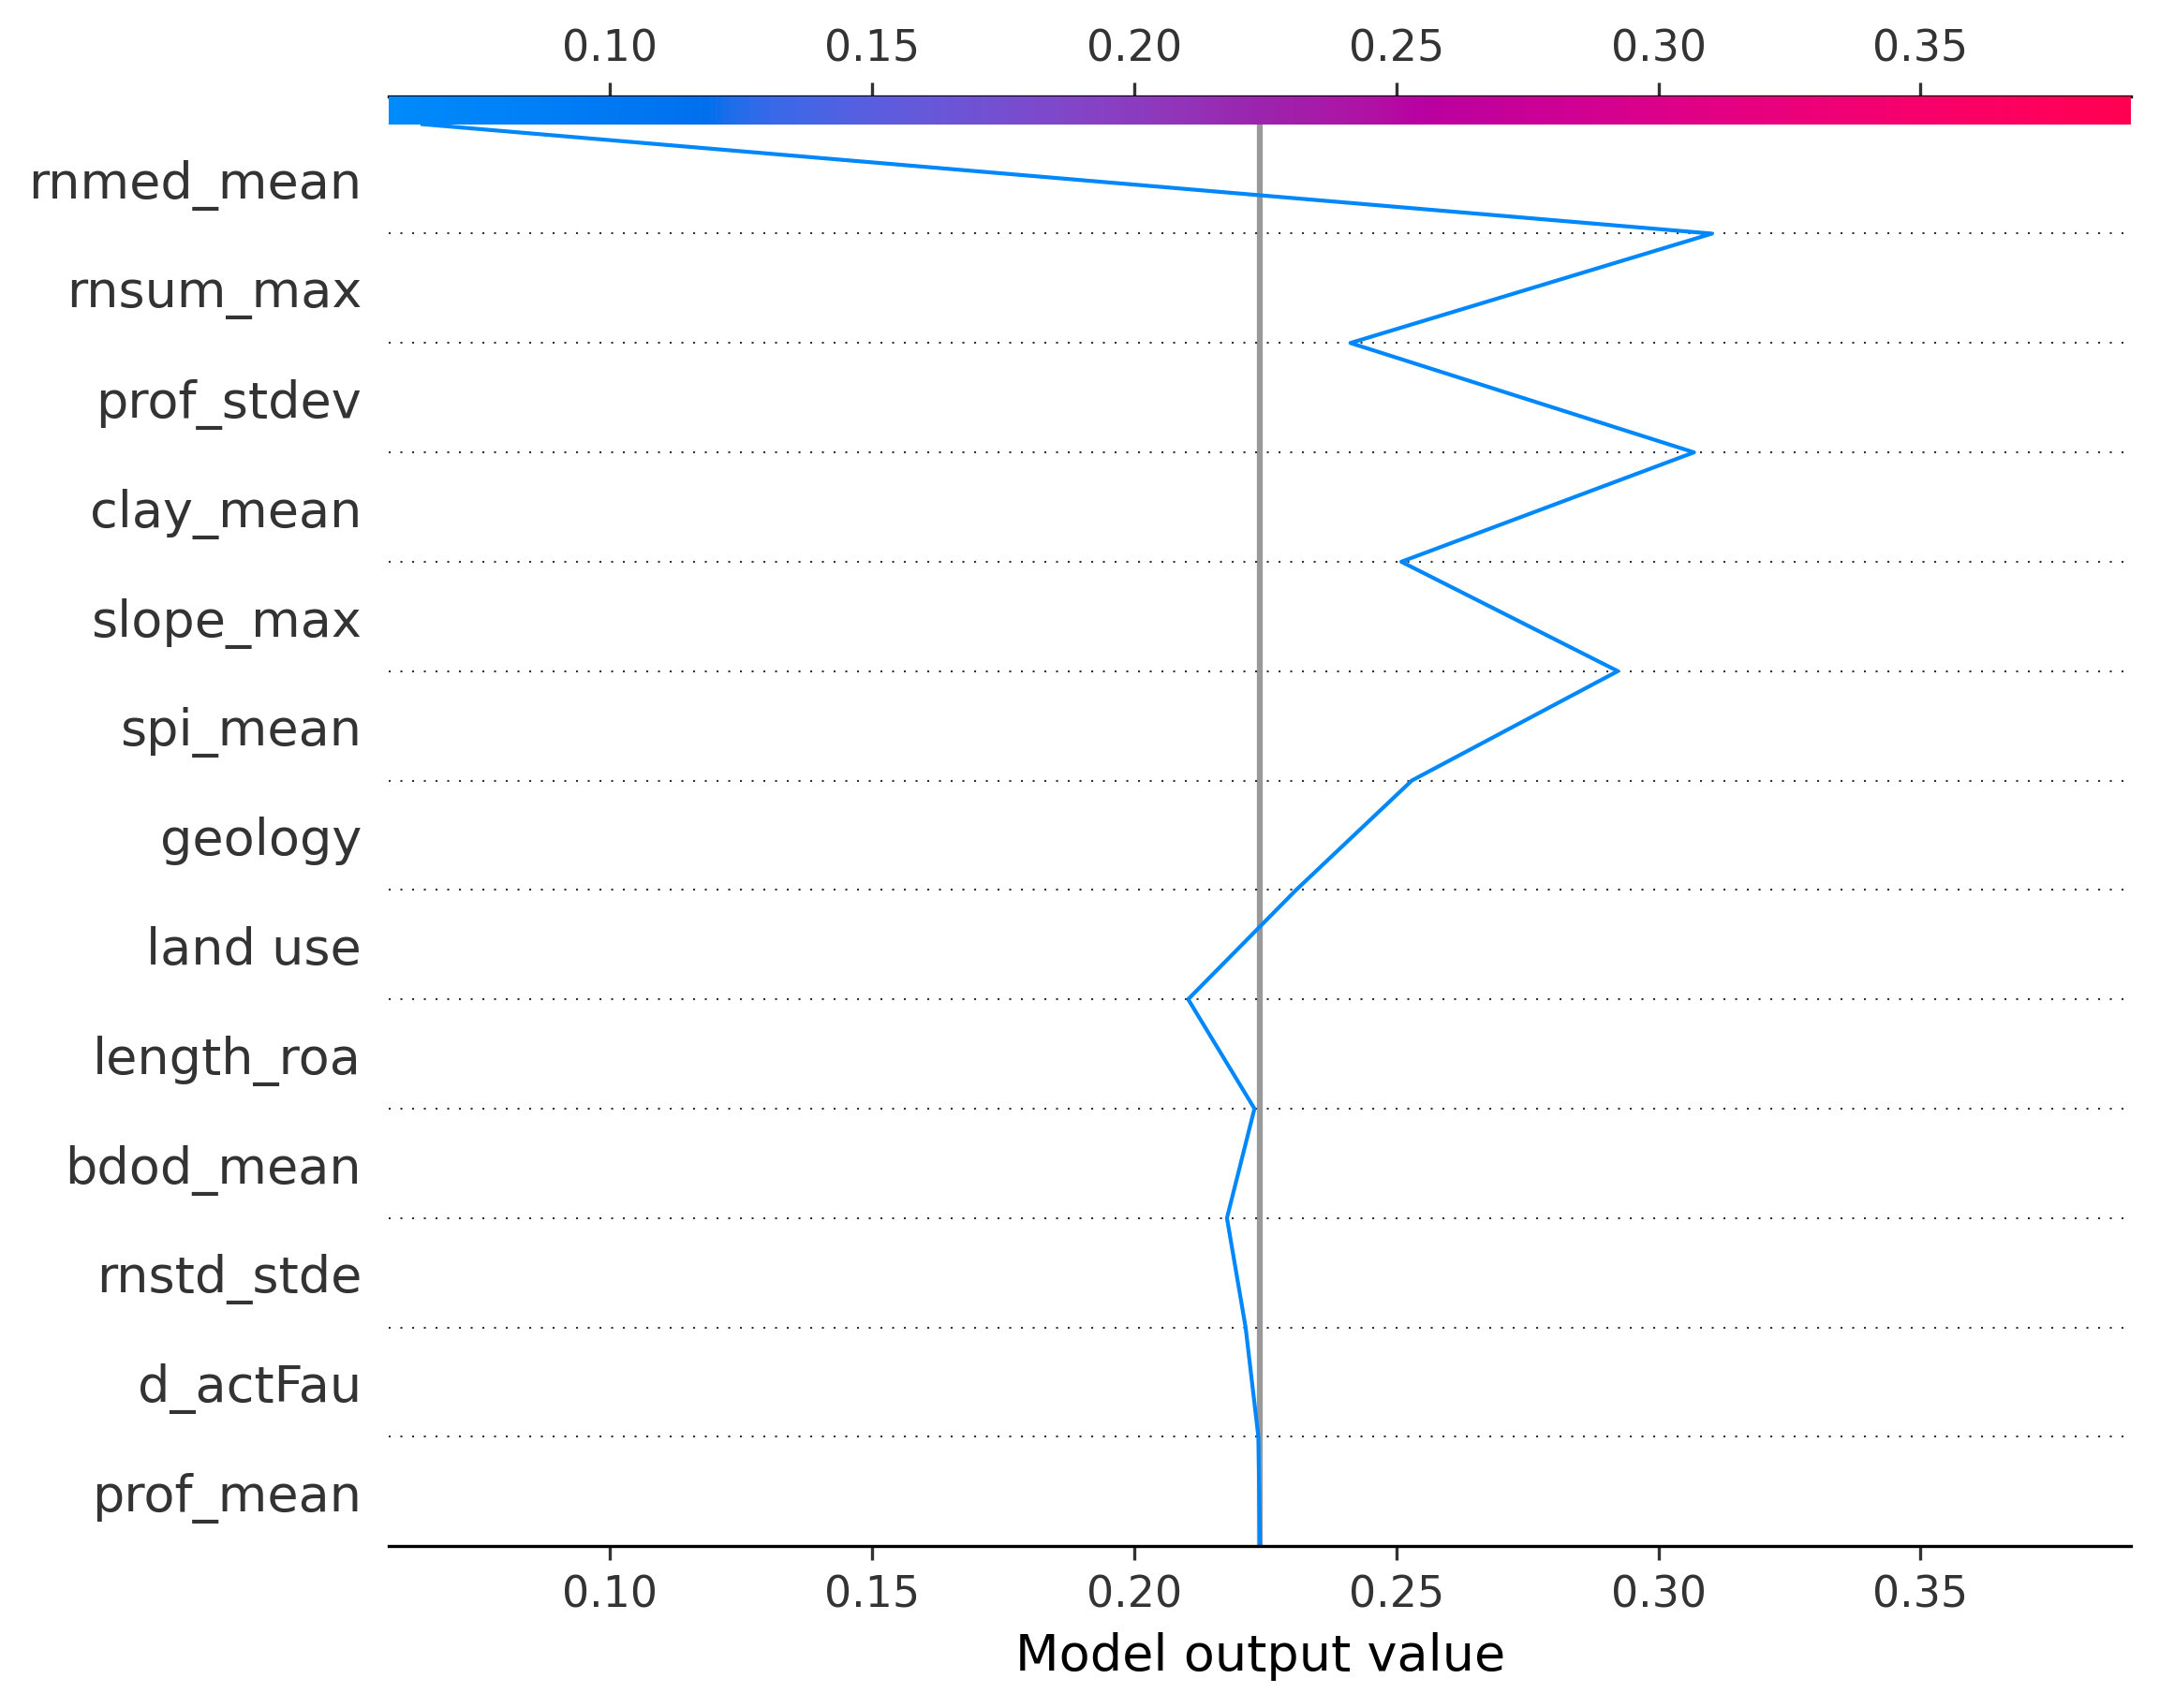 0.10 0.15 0.20 0.25 0.30 0.35
rnmed_mean
rnsum_max
prof_stdev
clay_mean
slope_max
spi_mean
geology
land use
length_roa
bdod_mean
rnstd_stde
d_actFau
prof_mean
0.10 0.15 0.20 0.25 0.30 0.35
Model output value